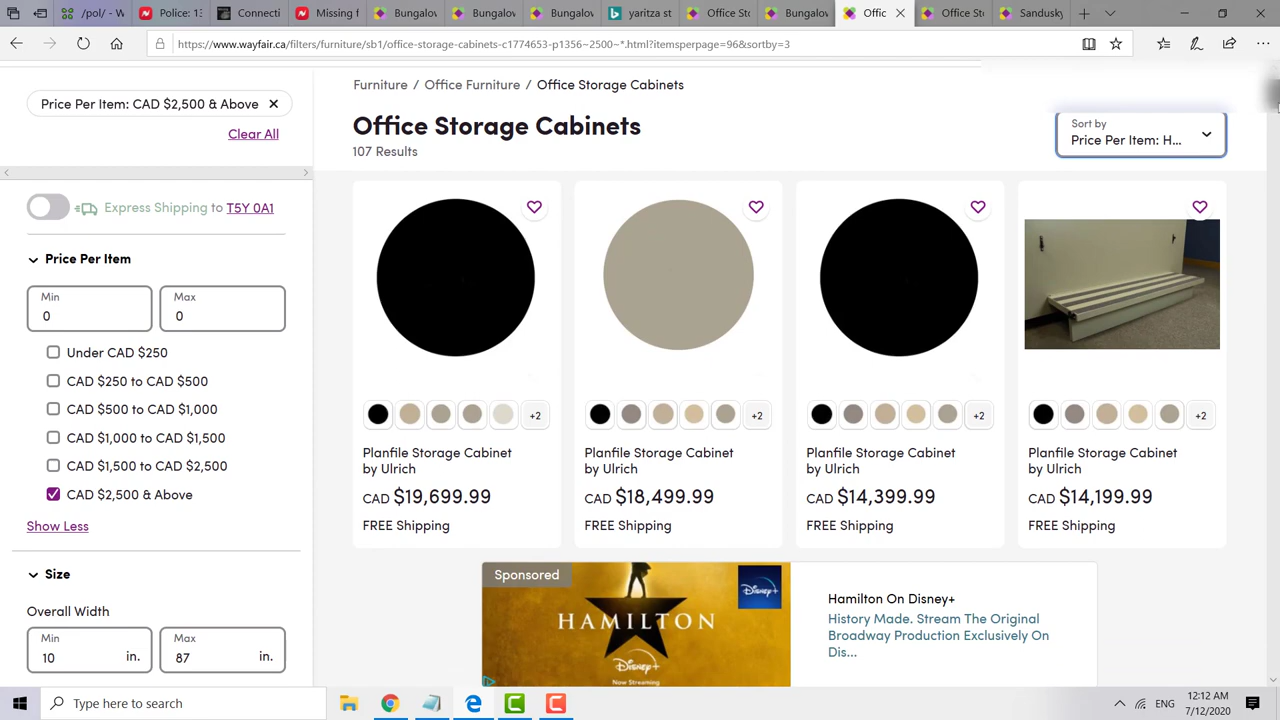 /pol/ - W
Police: 13
Connecti
Missing f
Bungalov
Bungalov
Bungalov
yaritza st
Office Sto
Bungalov
Offic
Office Sto
Sandusky
https://www.wayfair.ca/filters/furniture/sb1/office-storage-cabinets-c1774653-p1356~2500~*.html?itemsperpage=96&sortby=3
Price Per Item: CAD $2,500 & Above
Clear All
Express Shipping to T5Y 0A1
Price Per Item
Min
0
Max
0
Under CAD $250
CAD $250 to CAD $500
CAD $500 to CAD $1,000
CAD $1,000 to CAD $1,500
CAD $1,500 to CAD $2,500
CAD $2,500 & Above
Show Less
Size
Overall Width
Min
10 in.
Max
87 in.
Furniture / Office Furniture / Office Storage Cabinets
Office Storage Cabinets
107 Results
Sort by
Price Per Item: H...
+2
Planfile Storage Cabinet
by Ulrich
CAD $19,699.99
FREE Shipping
+2
Planfile Storage Cabinet
by Ulrich
CAD $18,499.99
FREE Shipping
+2
Planfile Storage Cabinet
by Ulrich
CAD $14,399.99
FREE Shipping
+2
Planfile Storage Cabinet
by Ulrich
CAD $14,199.99
FREE Shipping
Sponsored
HAMILTON
Disney+
Now Streaming
Disney+
Hamilton On Disney+
History Made. Stream The Original
Broadway Production Exclusively On
Dis...
Type here to search
ENG
12:12 AM
7/12/2020